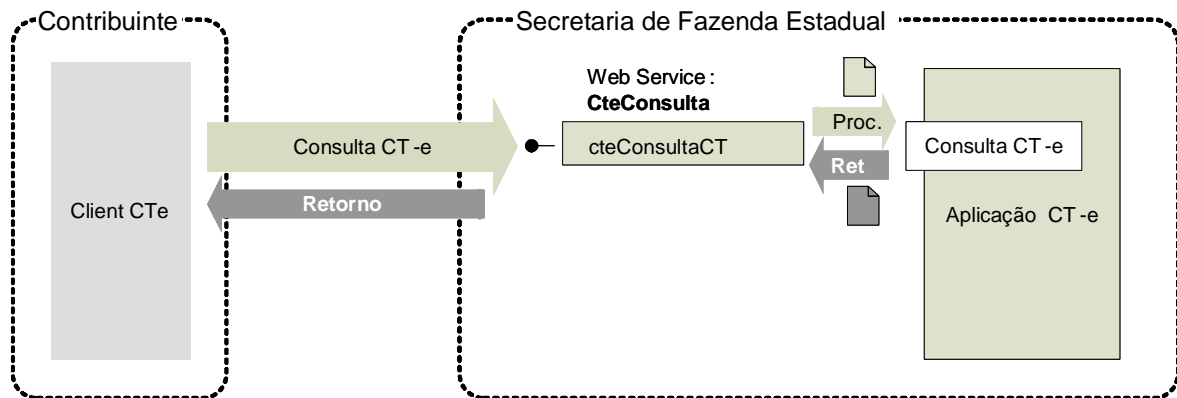 Contribuinte
Secretaria de Fazenda Estadual
Web Service :
CteConsulta
Proc.
Consulta CT -e
cteConsultaCT
Consulta CT -e
Ret
Retorno
Client CTe
Aplicação CT -e